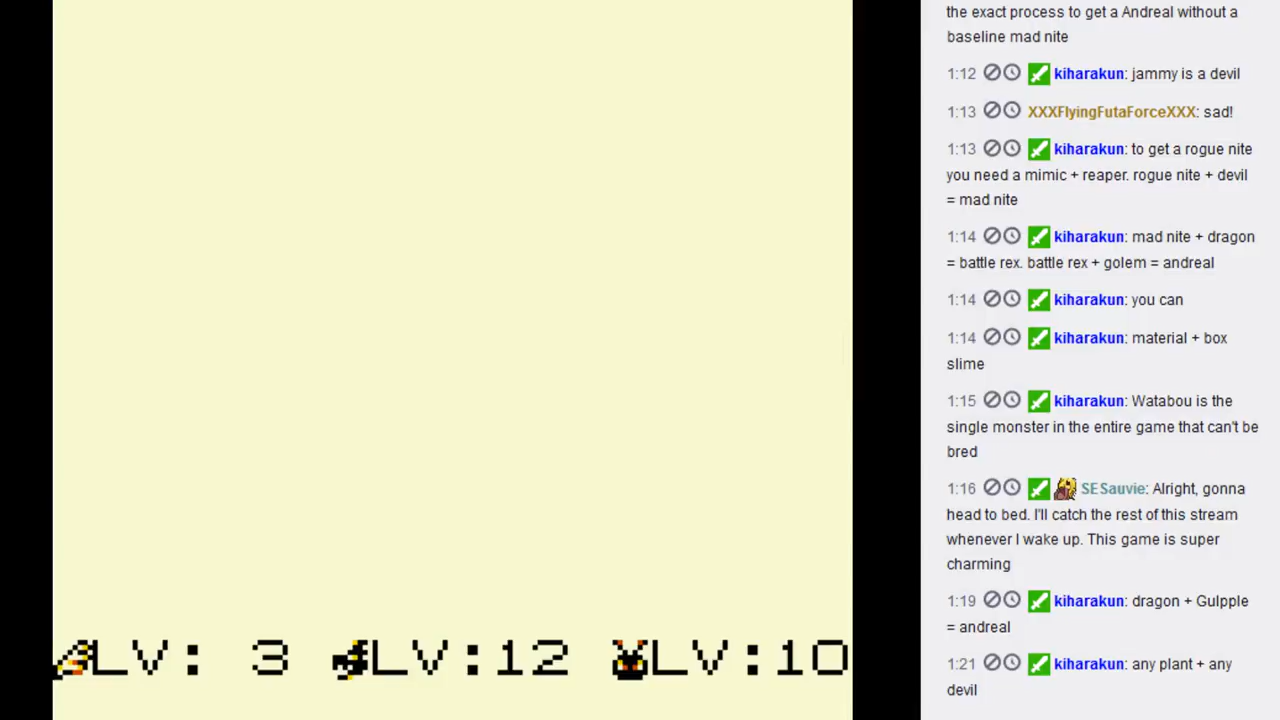 the exact process to get a Andreal without a
baseline mad nite
1:12 kiharakun: jammy is a devil
1:13 XXXFlyingFutaForceXXX: sad!
1:13 kiharakun: to get a rogue nite
you need a mimic + reaper. rogue nite + devil
= mad nite
1:14 kiharakun: mad nite + dragon
= battle rex. battle rex + golem = andreal
1:14 kiharakun: you can
1:14 kiharakun: material + box
slime
1:15 kiharakun: Watabou is the
single monster in the entire game that can't be
bred
1:16 SESauvie: Alright, gonna
head to bed. I'll catch the rest of this stream
whenever I wake up. This game is super
charming
1:19 kiharakun: dragon + Gulpple
= andreal
1:21 kiharakun: any plant + any
devil
LV: 3 LV:12 LV:10